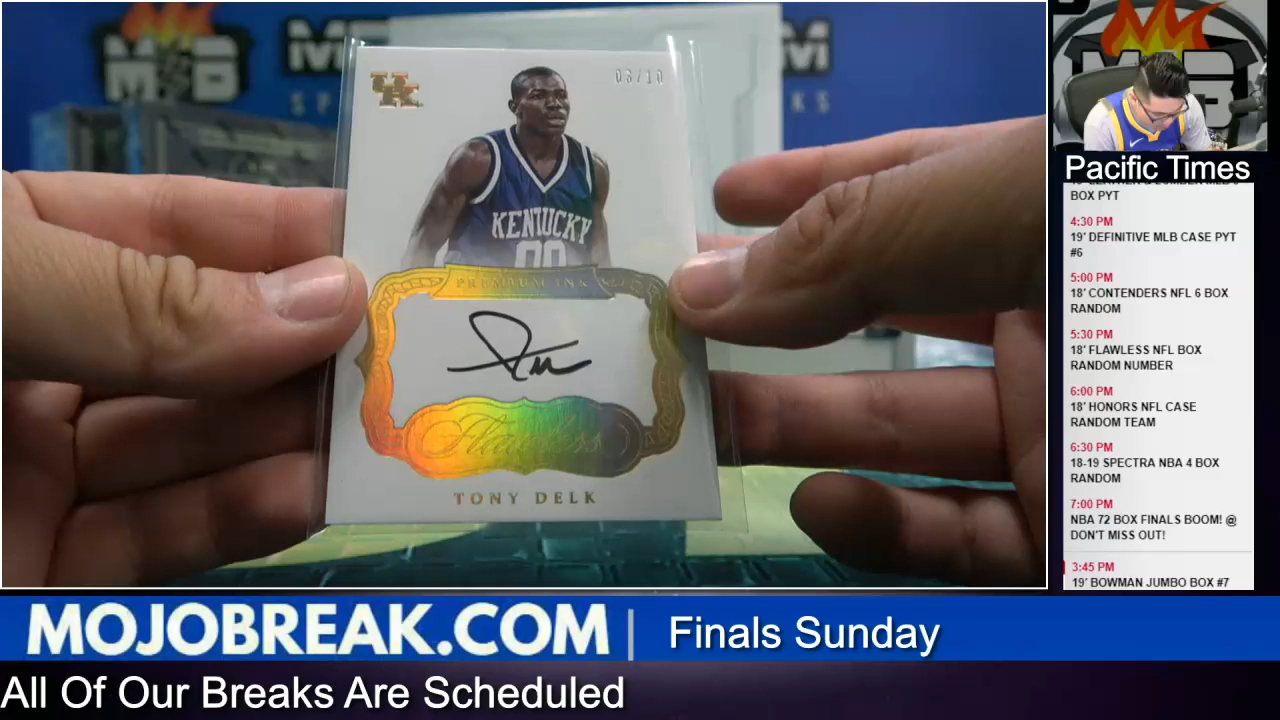 M B
UK
03/10
KENTUCKY
00
PREMIUM INK
Flawless
TONY DELK
Pacific Times
BOX PYT
4:30 PM
19' DEFINITIVE MLB CASE PYT
#6
5:00 PM
18' CONTENDERS NFL 6 BOX
RANDOM
5:30 PM
18' FLAWLESS NFL BOX
RANDOM NUMBER
6:00 PM
18' HONORS NFL CASE
RANDOM TEAM
6:30 PM
18-19 SPECTRA NBA 4 BOX
RANDOM
7:00 PM
NBA 72 BOX FINALS BOOM! @
DON'T MISS OUT!
3:45 PM
19' BOWMAN JUMBO BOX #7
MOJOBREAK.COM | Finals Sunday
All Of Our Breaks Are Scheduled